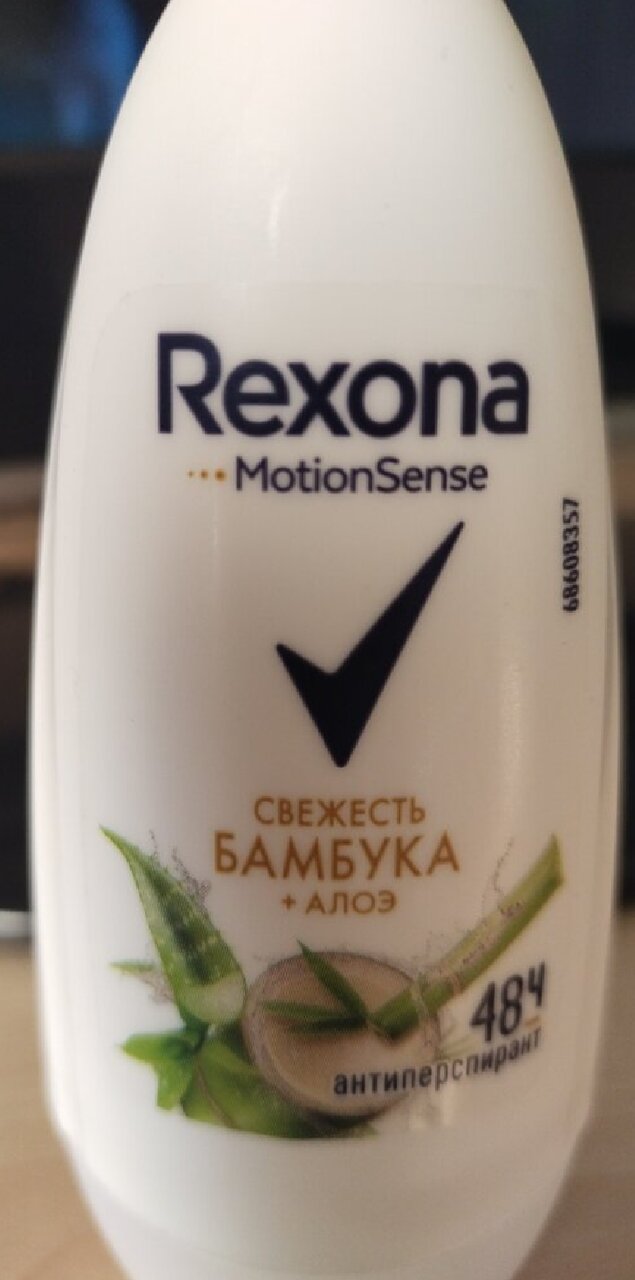 Rexona
MotionSense
68608357
СВЕЖЕСТЬ
БАМБУКА
+ АЛОЭ
48Ч
антиперспирант